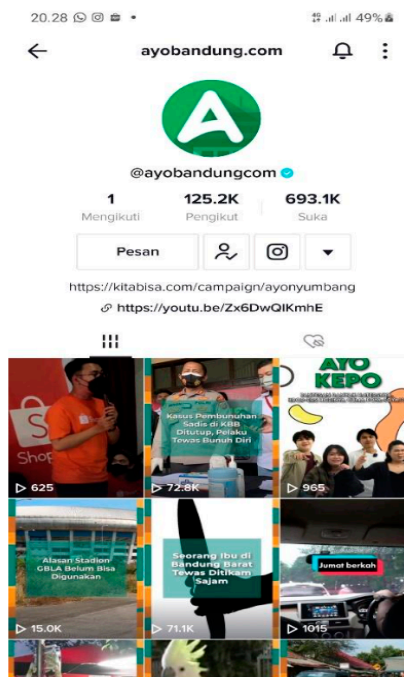 20.28
49%
ayobandung.com
A
@ayobandungcom
1 125.2K 693.1K
Mengikuti Pengikut Suka
Pesan
https://kitabisa.com/campaign/ayonyumbang
https://youtu.be/Zx6DwQIKmhE
S
Shop
625
Kasus Pembunuhan
Sadis di KBB
Ditutup, Pelaku
Tewas Bunuh Diri
72.8K
AYO
KEPO
965
Alasan Stadion
GBLA Belum Bisa
Digunakan
15.0K
Seorang Ibu di
Bandung Barat
Tewas Ditikam
Sajam
71.1K
Jumat berkah
1015